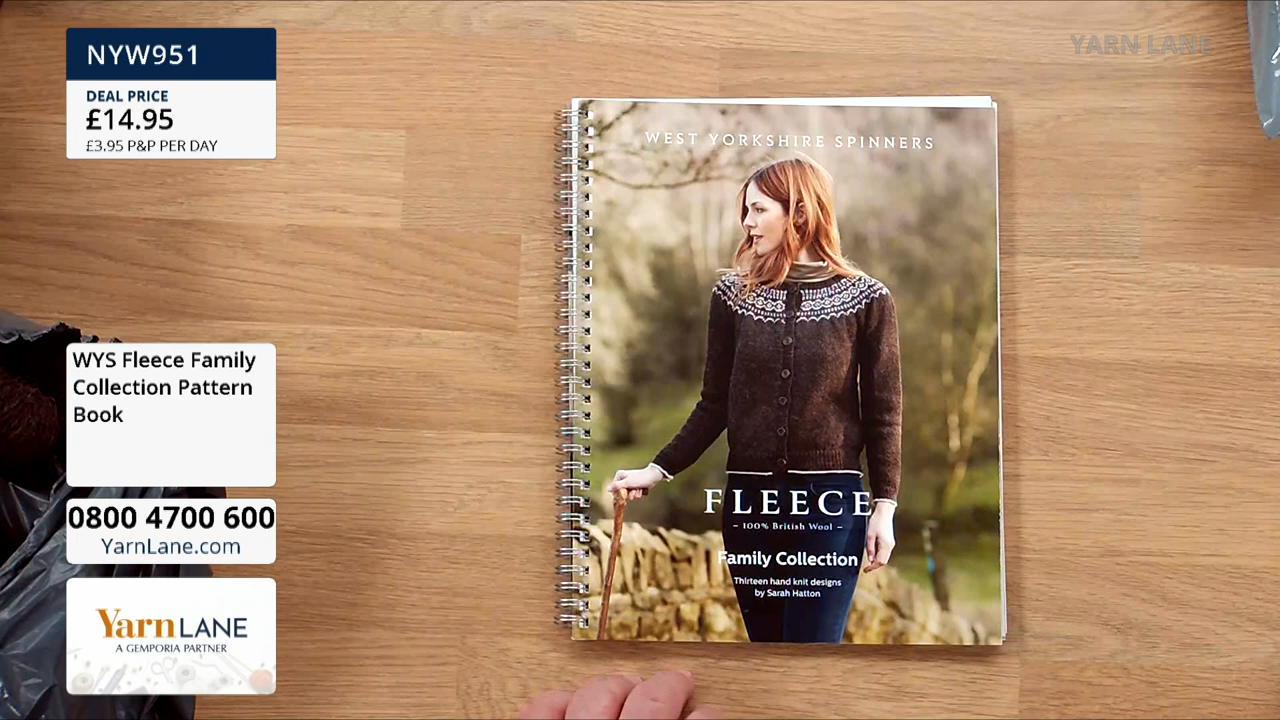 NYW951
DEAL PRICE
£14.95
£3.95 P&P PER DAY
YARN LANE
WEST YORKSHIRE SPINNERS
FLEECE
– 100% British Wool –
Family Collection
Thirteen hand knit designs
by Sarah Hatton
WYS Fleece Family
Collection Pattern
Book
0800 4700 600
YarnLane.com
Yarn LANE
A GEMPORIA PARTNER